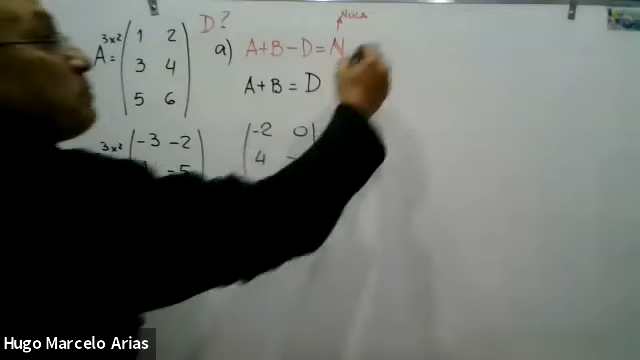 D?
NULA
3x2
A =
1 2
3 4
5 6
a) A+B-D=N
A+B = D
3x2
-3 -2
-5
-2 0
4
Hugo Marcelo Arias